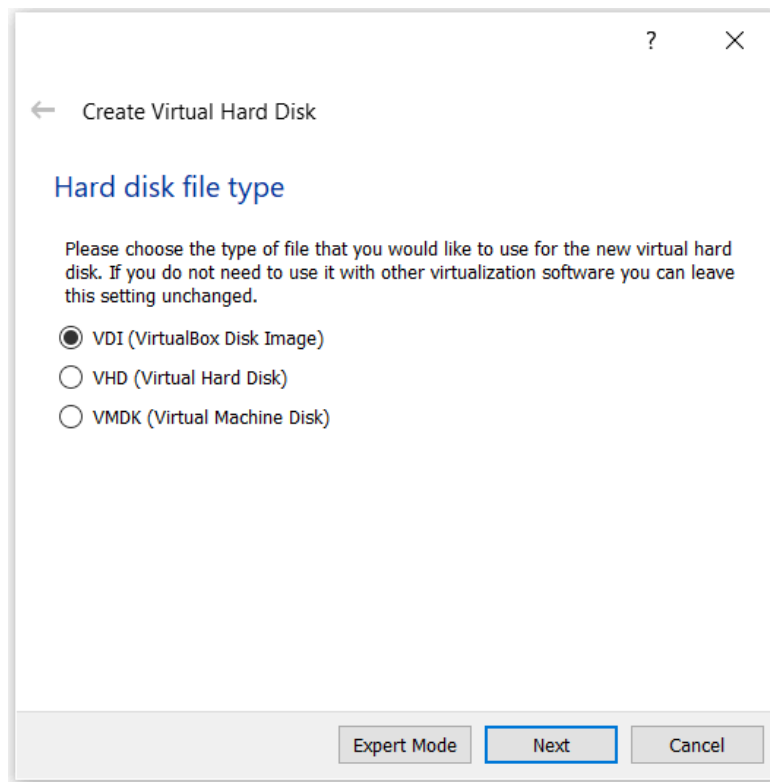 ?
Create Virtual Hard Disk
Hard disk file type
Please choose the type of file that you would like to use for the new virtual hard
disk. If you do not need to use it with other virtualization software you can leave
this setting unchanged.
VDI (VirtualBox Disk Image)
VHD (Virtual Hard Disk)
VMDK (Virtual Machine Disk)
Expert Mode Next Cancel